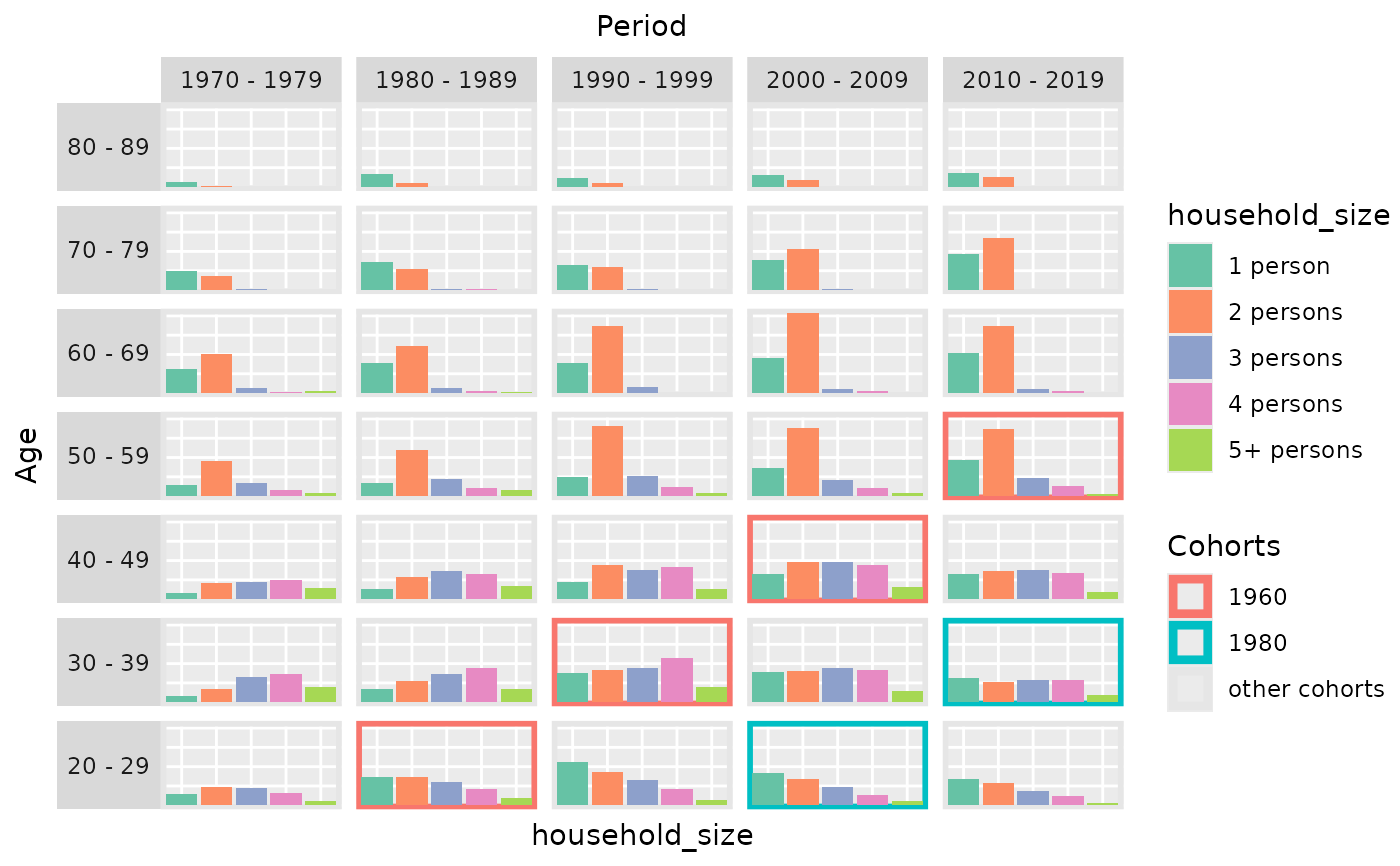 Period
1970 - 1979
1980 - 1989
1990 - 1999
2000 - 2009
2010 - 2019
Age
80 - 89
70 - 79
60 - 69
50 - 59
40 - 49
30 - 39
20 - 29
household_size
household_size
1 person
2 persons
3 persons
4 persons
5+ persons
Cohorts
1960
1980
other cohorts